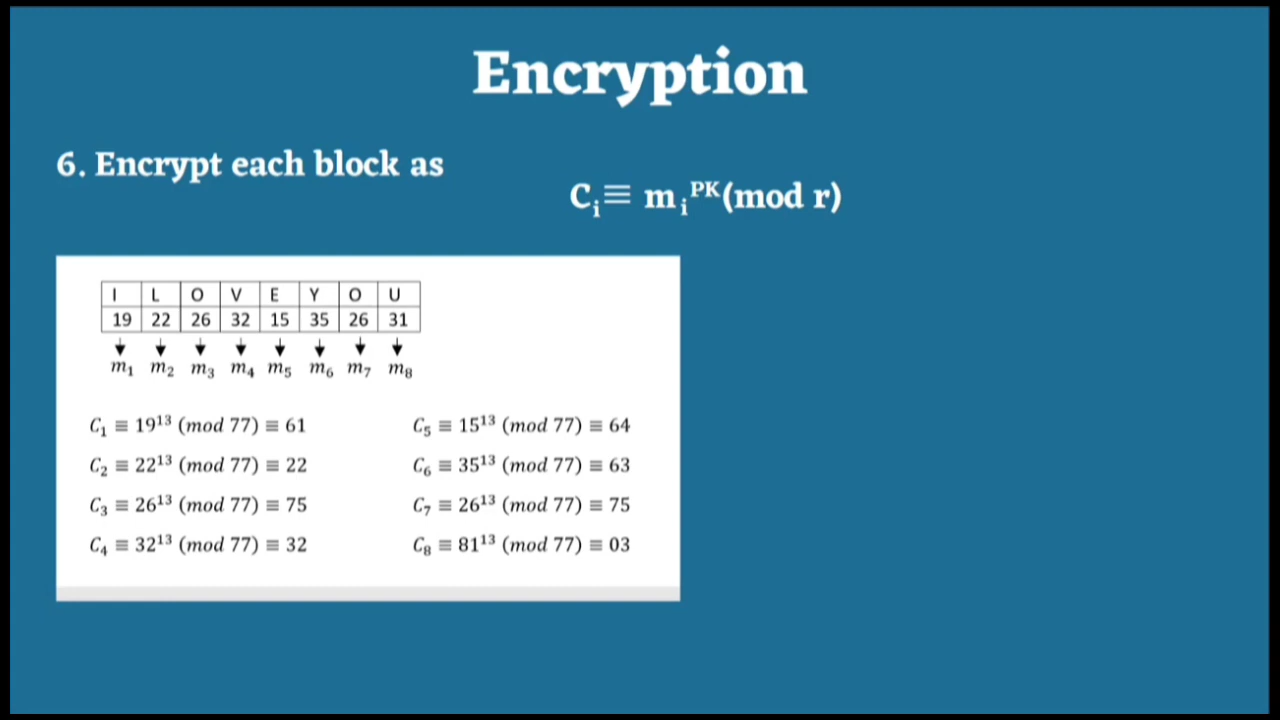 Encryption
6. Encrypt each block as
Cᵢ≡ mᵢᴾᴷ(mod r)
I L O V E Y O U
19 22 26 32 15 35 26 31
m₁ m₂ m₃ m₄ m₅ m₆ m₇ m₈
C₁ ≡ 19¹³ (mod 77) ≡ 61
C₂ ≡ 22¹³ (mod 77) ≡ 22
C₃ ≡ 26¹³ (mod 77) ≡ 75
C₄ ≡ 32¹³ (mod 77) ≡ 32
C₅ ≡ 15¹³ (mod 77) ≡ 64
C₆ ≡ 35¹³ (mod 77) ≡ 63
C₇ ≡ 26¹³ (mod 77) ≡ 75
C₈ ≡ 81¹³ (mod 77) ≡ 03